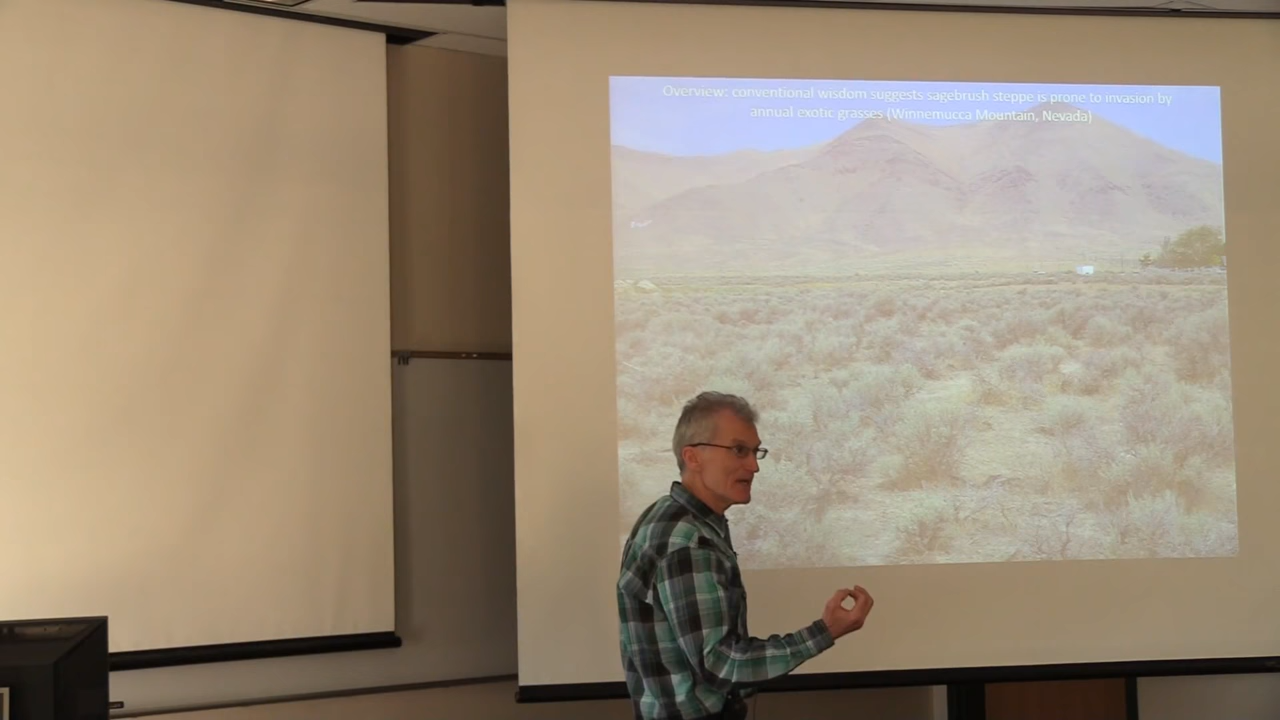 Overview: conventional wisdom suggests sagebrush steppe is prone to invasion by
annual exotic grasses (Winnemucca Mountain, Nevada)